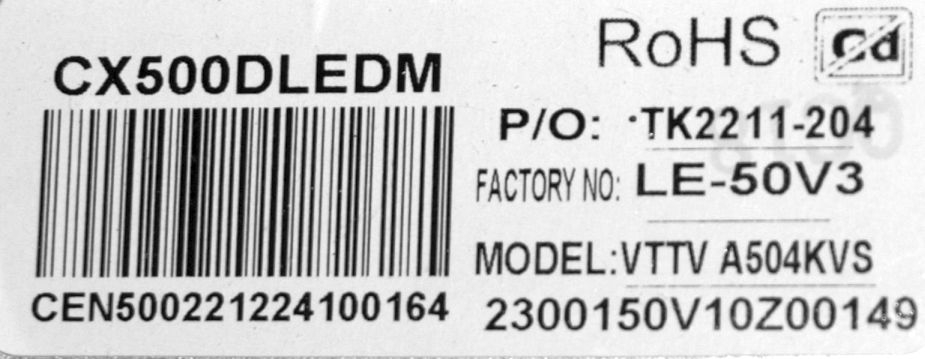 RoHS Cd
CX500DLEDM
P/O: TK2211-204
FACTORY NO: LE-50V3
MODEL: VTTV A504KVS
CEN500221224100164
2300150V10Z00149